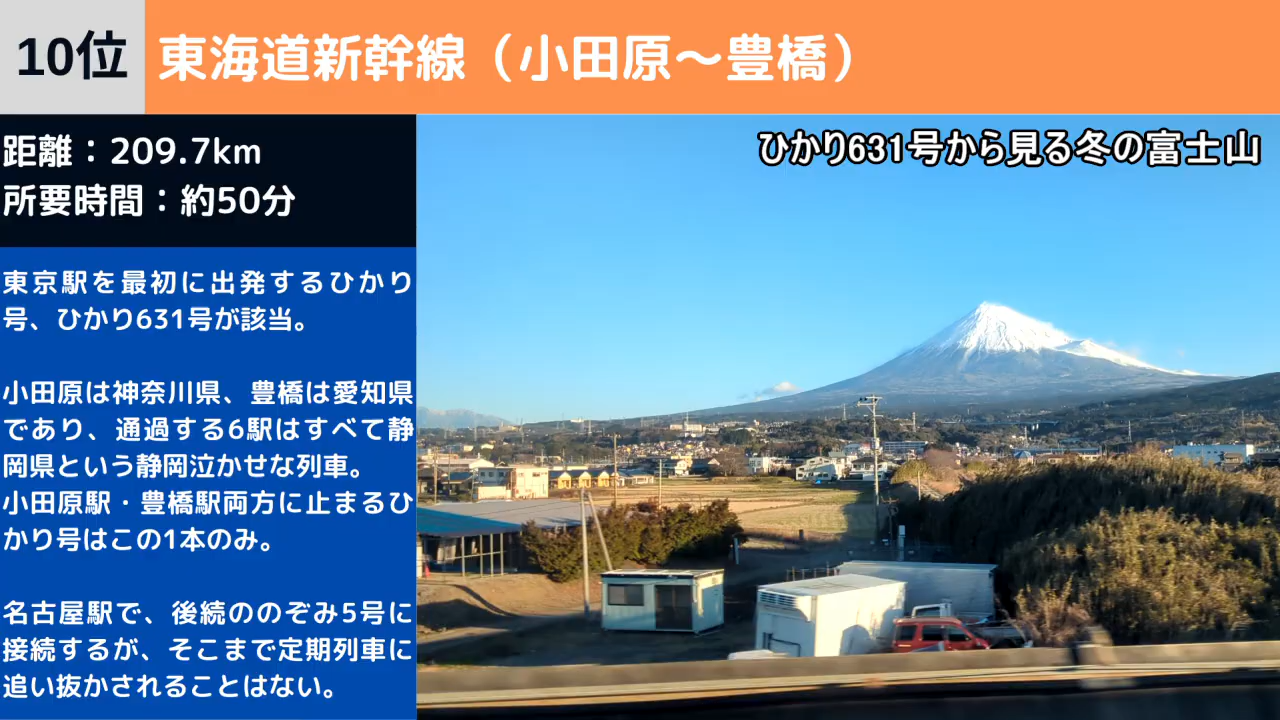 10位
東海道新幹線（小田原～豊橋）
距離：209.7km
所要時間：約50分
ひかり631号から見る冬の富士山
東京駅を最初に出発するひかり
号、ひかり631号が該当。
小田原は神奈川県、豊橋は愛知県
であり、通過する6駅はすべて静
岡県という静岡泣かせな列車。
小田原駅・豊橋駅両方に止まるひ
かり号はこの1本のみ。
名古屋駅で、後続ののぞみ5号に
接続するが、そこまで定期列車に
追い抜かされることはない。